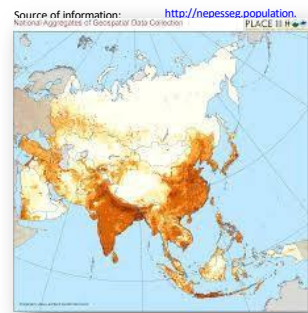 Source of information: http://nepesseg.population.
National Aggregates of Geospatial Data Collection PLACE III